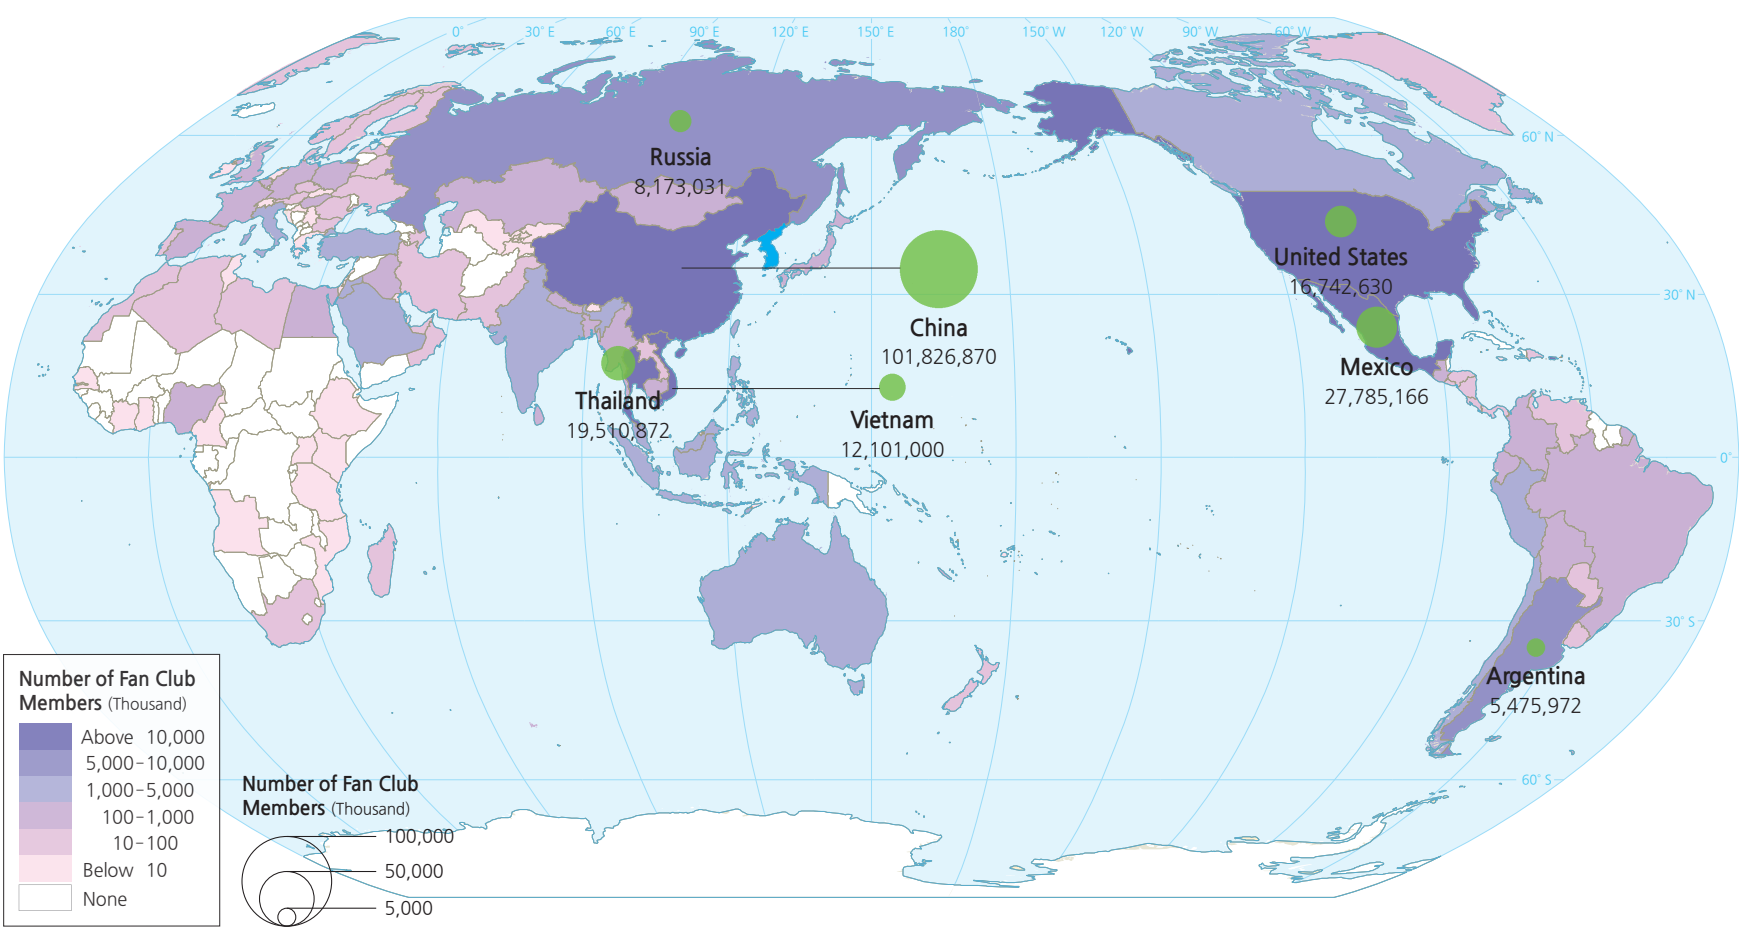 0°
30° E
60° E
90° E
120° E
150° E
180°
150° W
120° W
90° W
60° W
60° N
30° N
0°
30° S
60° S
Russia
8,173,031
United States
16,742,630
China
101,826,870
Mexico
27,785,166
Thailand
19,510,872
Vietnam
12,101,000
Argentina
5,475,972
Number of Fan Club
Members (Thousand)
Above 10,000
5,000-10,000
1,000-5,000
100-1,000
10-100
Below 10
None
Number of Fan Club
Members (Thousand)
100,000
50,000
5,000